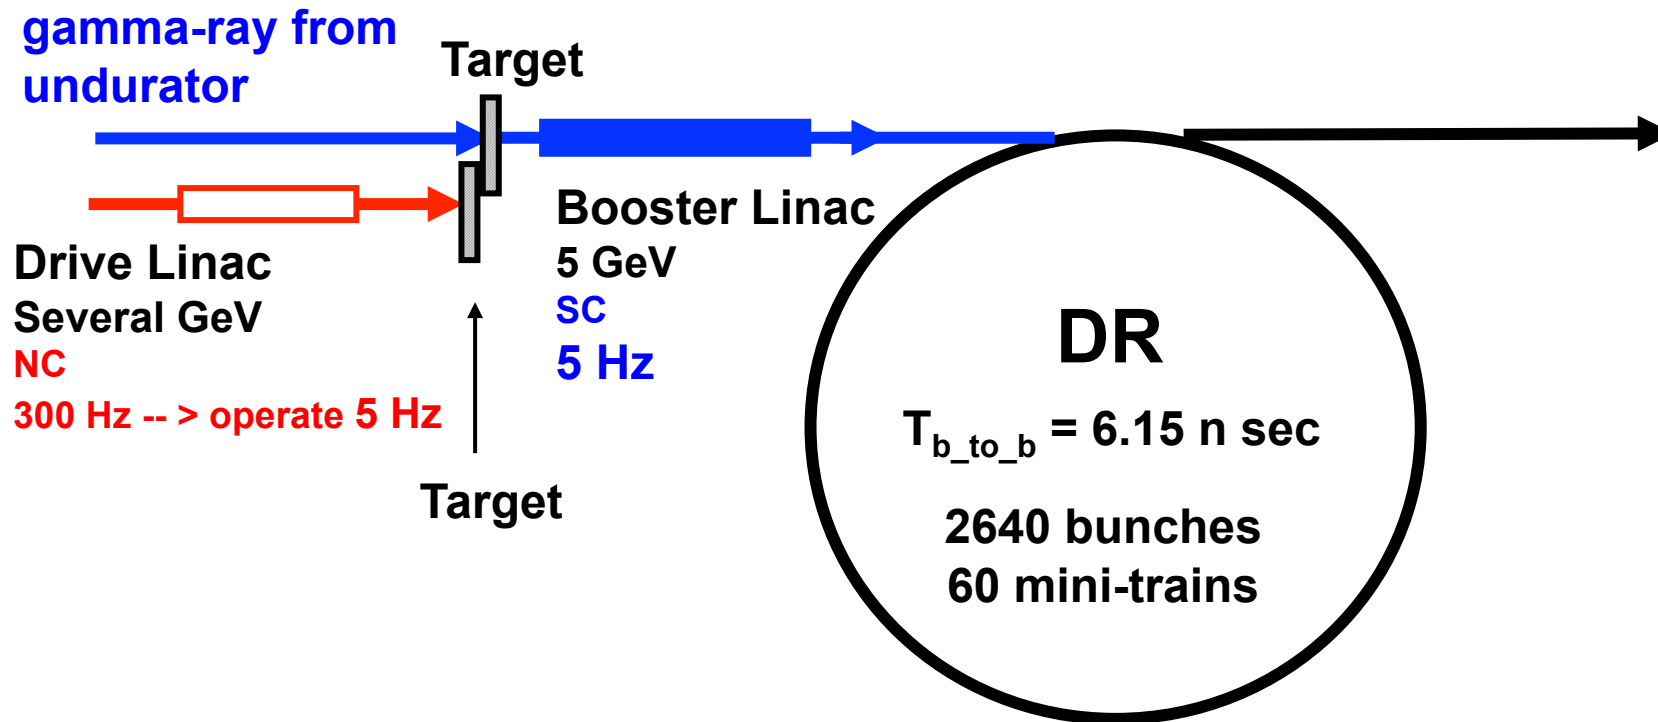 gamma-ray from
undurator
Target
Drive Linac
Several GeV
NC
300 Hz -- > operate 5 Hz
Target
Booster Linac
5 GeV
SC
5 Hz
DR
T_b_to_b = 6.15 n sec
2640 bunches
60 mini-trains